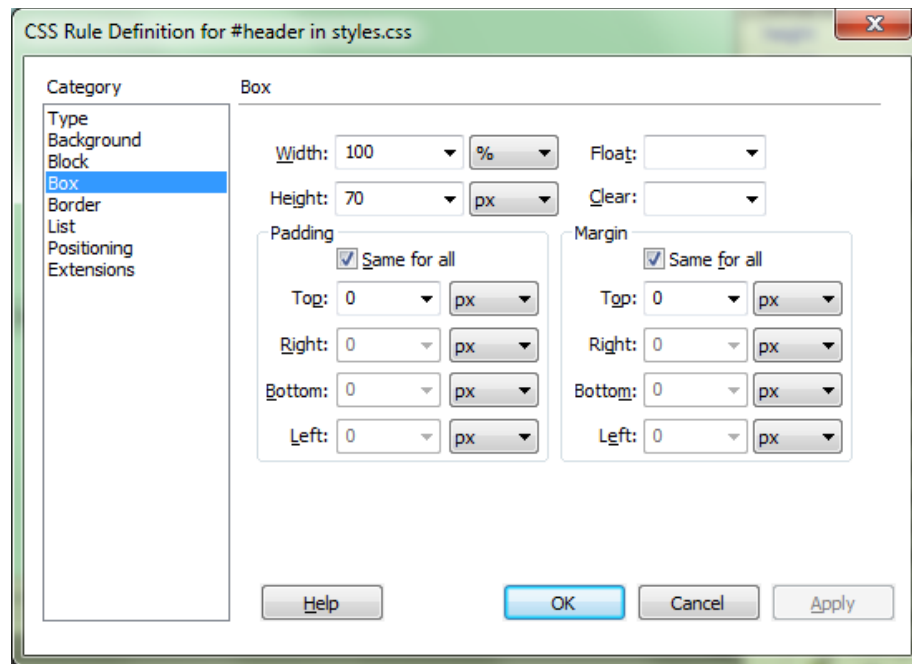 CSS Rule Definition for #header in styles.css
Category
Type
Background
Block
Box
Border
List
Positioning
Extensions
Box
Width: 100 % Float:
Height: 70 px Clear:
Padding
Same for all
Top: 0 px
Right: 0 px
Bottom: 0 px
Left: 0 px
Margin
Same for all
Top: 0 px
Right: 0 px
Bottom: 0 px
Left: 0 px
Help OK Cancel Apply